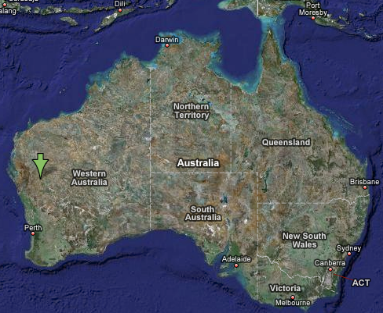 Dili
Port
Moresby
Darwin
Northern
Territory
Queensland
Western
Australia
Australia
Brisbane
South
Australia
Perth
New South
Wales
Sydney
Adelaide
Canberra
ACT
Victoria
Melbourne